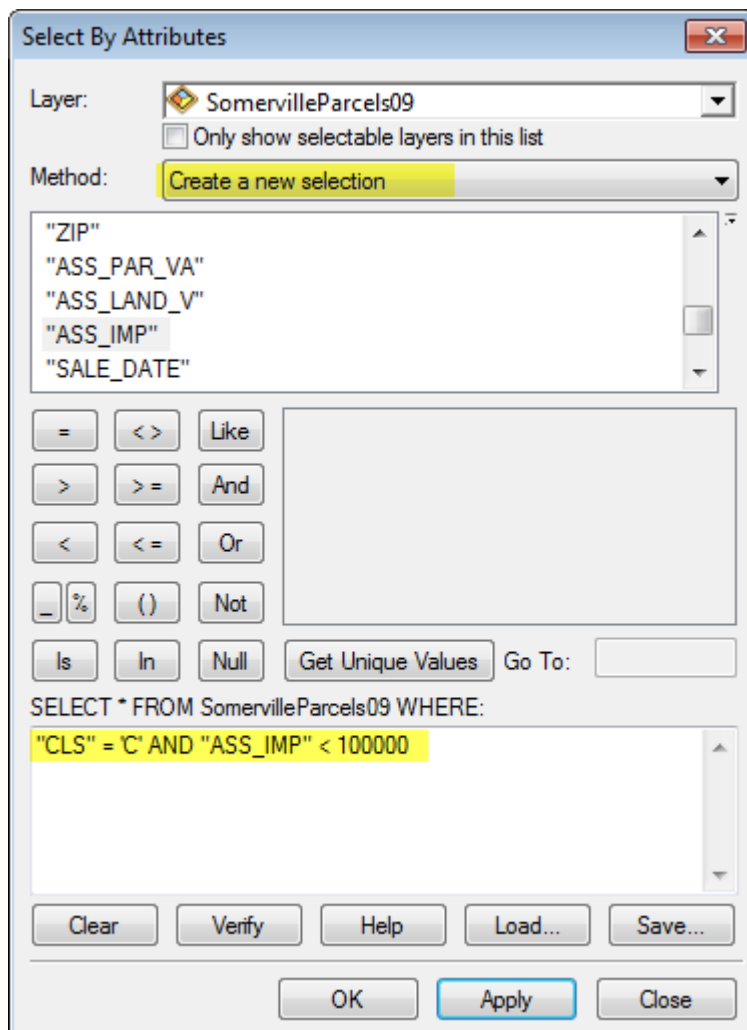 Select By Attributes
Layer: SomervilleParcels09
Only show selectable layers in this list
Method: Create a new selection
"ZIP"
"ASS_PAR_VA"
"ASS_LAND_V"
"ASS_IMP"
"SALE_DATE"
= < > Like
> > = And
< < = Or
_ % ( ) Not
Is In Null Get Unique Values Go To:
SELECT * FROM SomervilleParcels09 WHERE:
"CLS" = 'C' AND "ASS_IMP" < 100000
Clear Verify Help Load... Save...
OK Apply Close